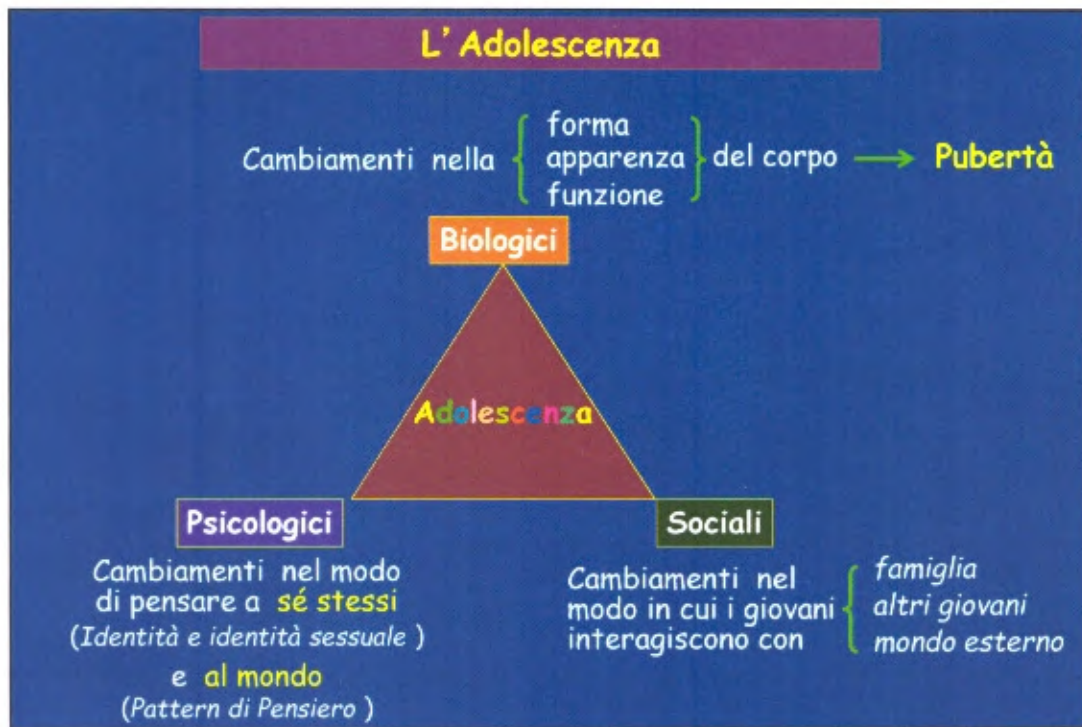 L'Adolescenza
Cambiamenti nella
forma
apparenza
funzione
del corpo
Pubertà
Biologici
Adolescenza
Psicologici
Cambiamenti nel modo
di pensare a sé stessi
(Identità e identità sessuale )
e al mondo
(Pattern di Pensiero )
Sociali
Cambiamenti nel
modo in cui i giovani
interagiscono con
famiglia
altri giovani
mondo esterno